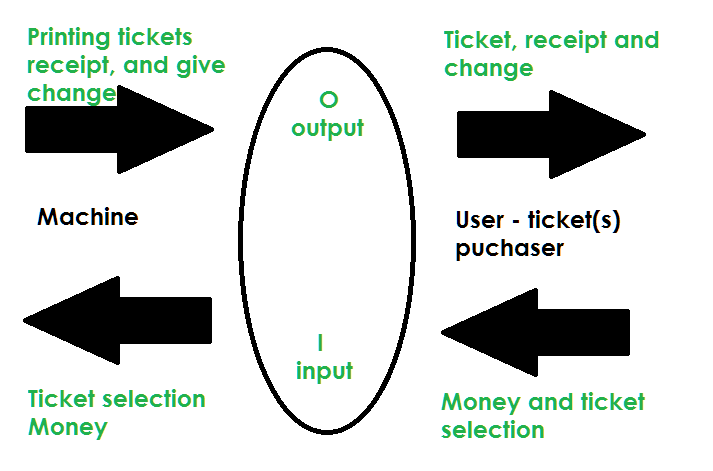 Printing tickets
receipt, and give
change
Ticket, receipt and
change
O
output
Machine
User - ticket(s)
puchaser
I
input
Ticket selection
Money
Money and ticket
selection